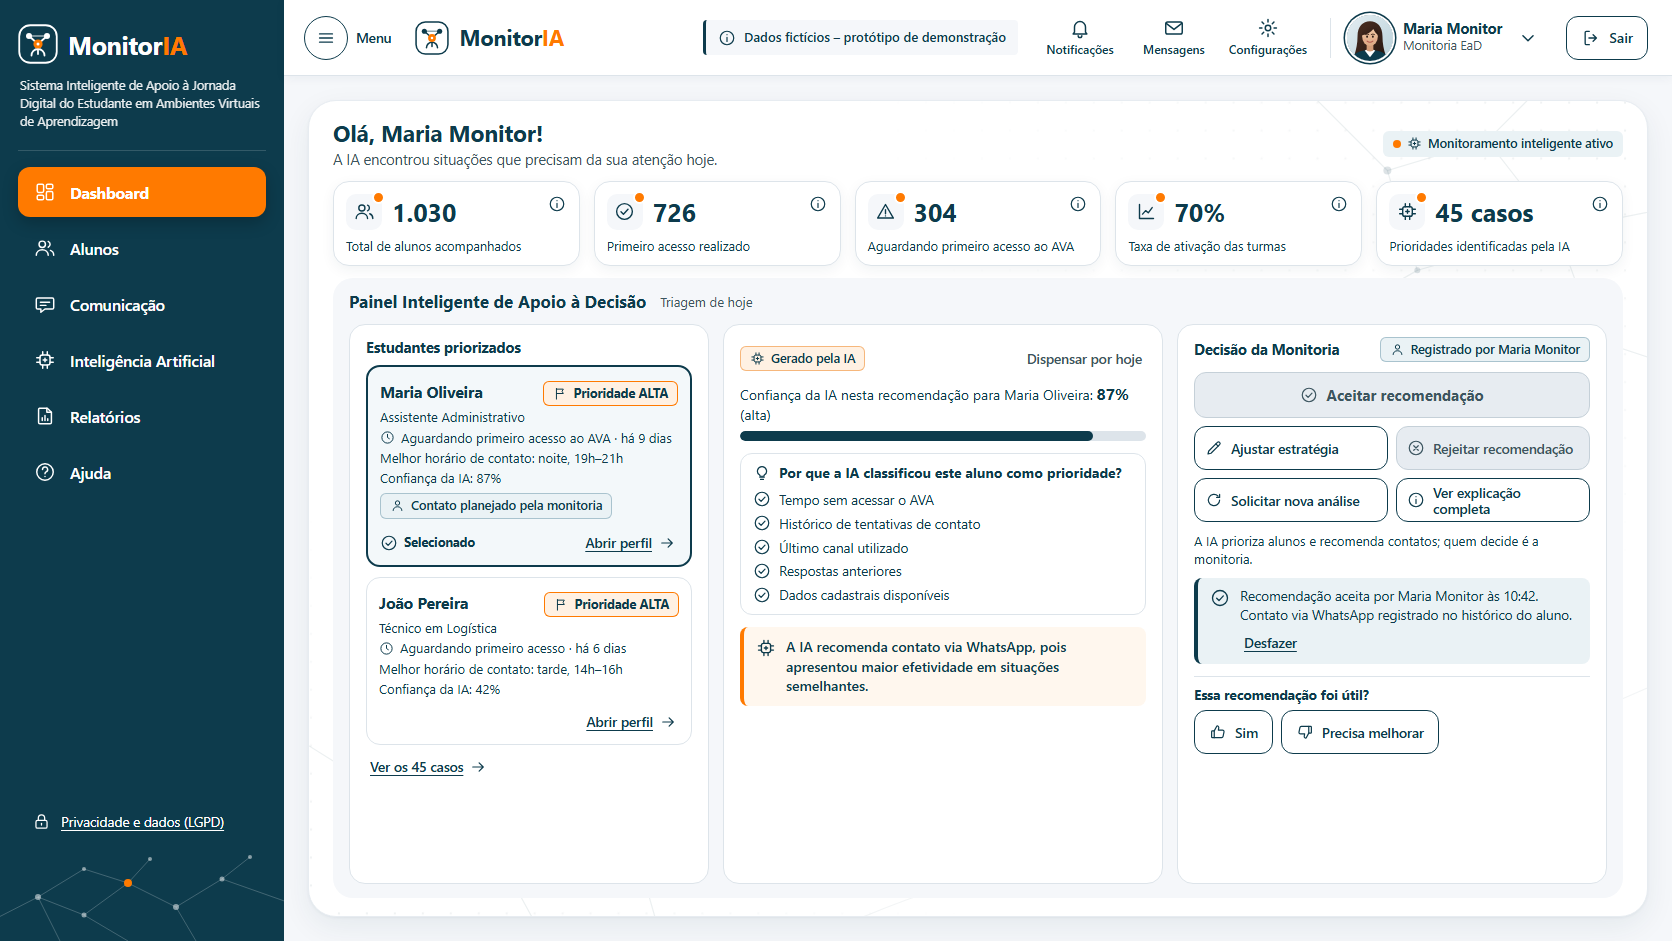 MonitorIA
Sistema Inteligente de Apoio à Jornada
Digital do Estudante em Ambientes Virtuais
de Aprendizagem
Dashboard
Alunos
Comunicação
Inteligência Artificial
Relatórios
Ajuda
Privacidade e dados (LGPD)
Menu
MonitorIA
Dados fictícios – protótipo de demonstração
Notificações
Mensagens
Configurações
Maria Monitor
Monitoria EaD
Sair
Olá, Maria Monitor!
A IA encontrou situações que precisam da sua atenção hoje.
Monitoramento inteligente ativo
1.030
Total de alunos acompanhados
726
Primeiro acesso realizado
304
Aguardando primeiro acesso ao AVA
70%
Taxa de ativação das turmas
45 casos
Prioridades identificadas pela IA
Painel Inteligente de Apoio à Decisão
Triagem de hoje
Estudantes priorizados
Maria Oliveira
Prioridade ALTA
Assistente Administrativo
Aguardando primeiro acesso ao AVA · há 9 dias
Melhor horário de contato: noite, 19h–21h
Confiança da IA: 87%
Contato planejado pela monitoria
Selecionado
Abrir perfil
João Pereira
Prioridade ALTA
Técnico em Logística
Aguardando primeiro acesso · há 6 dias
Melhor horário de contato: tarde, 14h–16h
Confiança da IA: 42%
Abrir perfil
Ver os 45 casos
Gerado pela IA
Dispensar por hoje
Confiança da IA nesta recomendação para Maria Oliveira: 87%
(alta)
Por que a IA classificou este aluno como prioridade?
Tempo sem acessar o AVA
Histórico de tentativas de contato
Último canal utilizado
Respostas anteriores
Dados cadastrais disponíveis
A IA recomenda contato via WhatsApp, pois
apresentou maior efetividade em situações
semelhantes.
Decisão da Monitoria
Registrado por Maria Monitor
Aceitar recomendação
Ajustar estratégia
Rejeitar recomendação
Solicitar nova análise
Ver explicação
completa
A IA prioriza alunos e recomenda contatos; quem decide é a
monitoria.
Recomendação aceita por Maria Monitor às 10:42.
Contato via WhatsApp registrado no histórico do aluno.
Desfazer
Essa recomendação foi útil?
Sim
Precisa melhorar